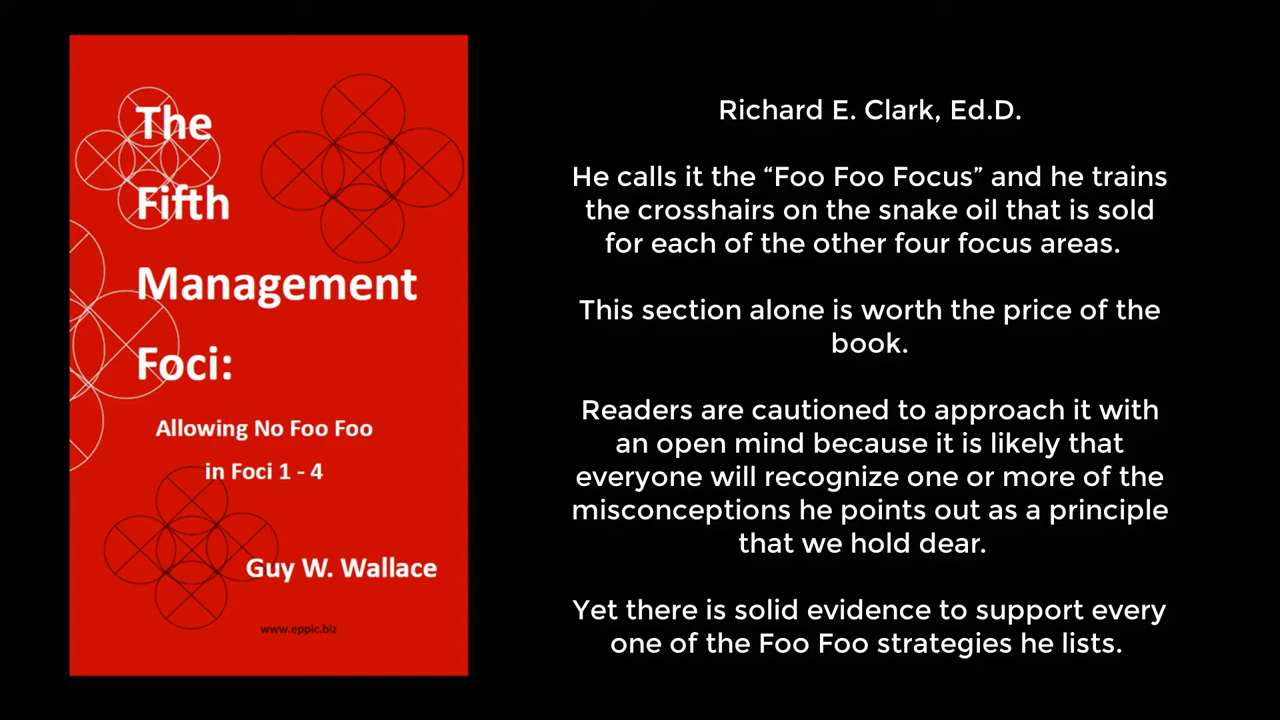 The
Fifth
Management
Foci:
Allowing No Foo Foo
in Foci 1 - 4
Guy W. Wallace
www.eppic.biz
Richard E. Clark, Ed.D.
He calls it the “Foo Foo Focus” and he trains
the crosshairs on the snake oil that is sold
for each of the other four focus areas.
This section alone is worth the price of the
book.
Readers are cautioned to approach it with
an open mind because it is likely that
everyone will recognize one or more of the
misconceptions he points out as a principle
that we hold dear.
Yet there is solid evidence to support every
one of the Foo Foo strategies he lists.